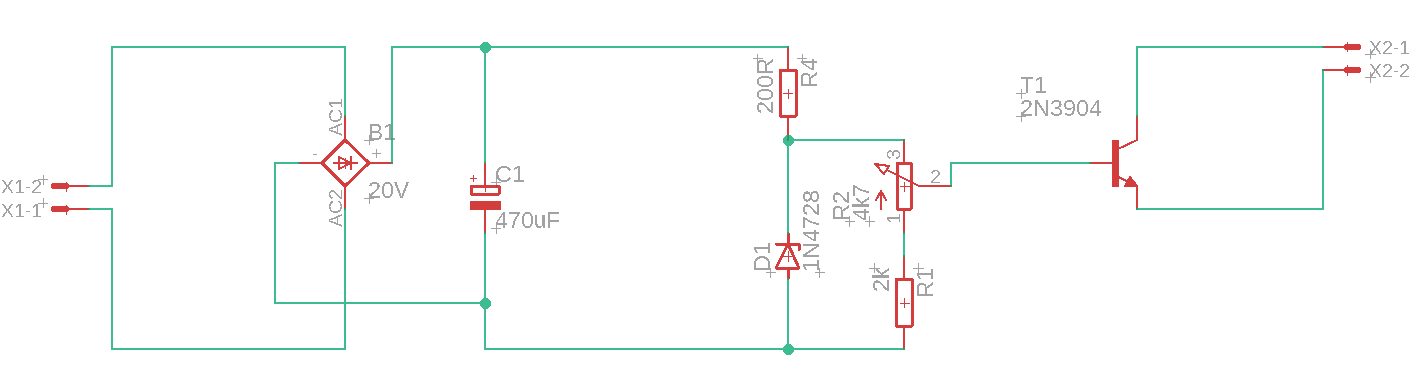 X1-2
X1-1
AC1
AC2
-
+
B1
20V
+
C1
470uF
200R
R4
D1
1N4728
R2
4k7
3
2
1
2k
R1
T1
2N3904
X2-1
X2-2